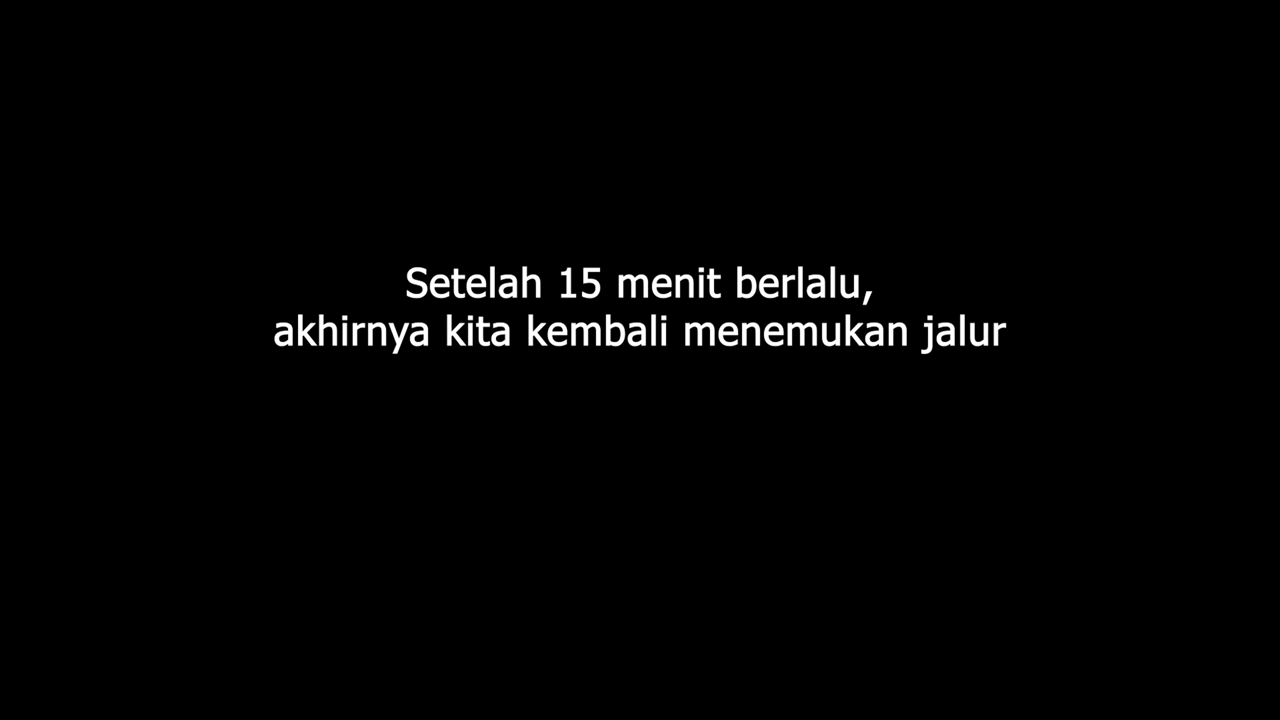 Setelah 15 menit berlalu,
akhirnya kita kembali menemukan jalur